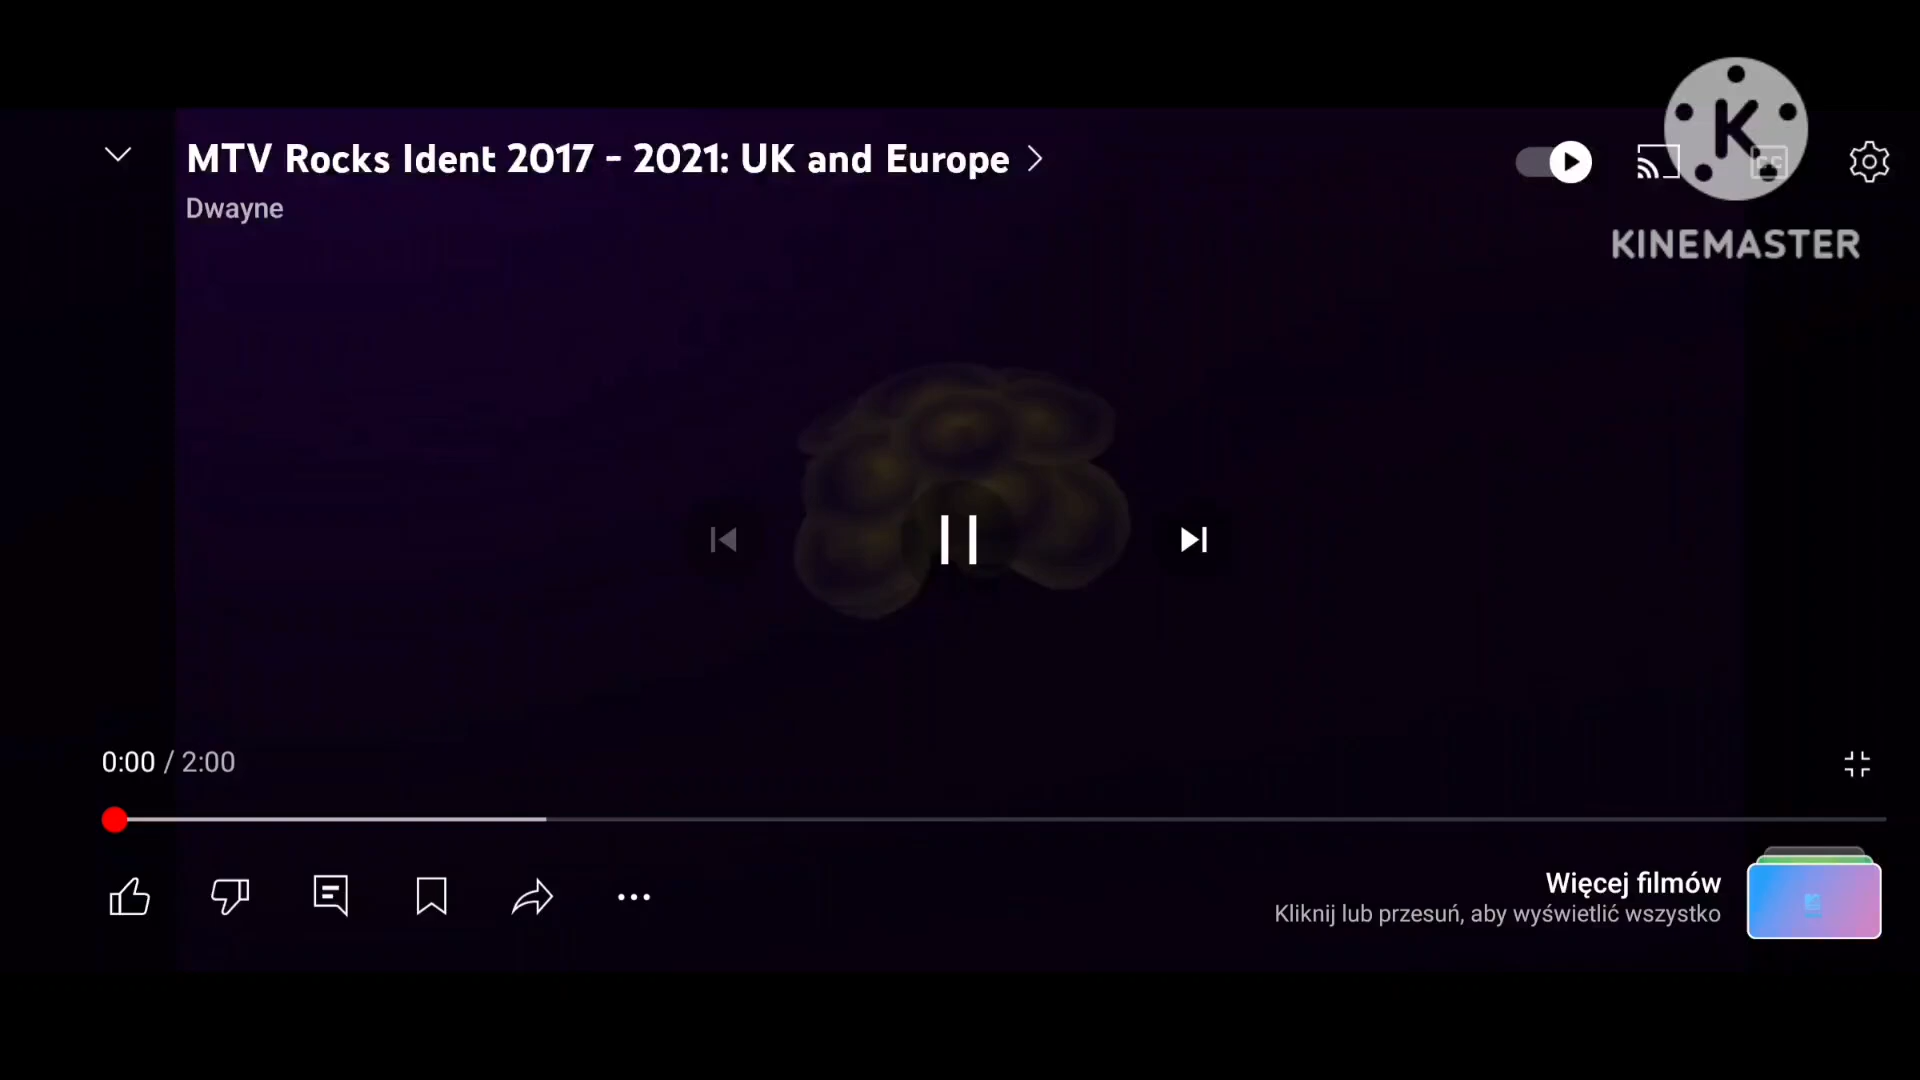 MTV Rocks Ident 2017 - 2021: UK and Europe
Dwayne
CC
K
KINEMASTER
0:00 / 2:00
Więcej filmów
Kliknij lub przesuń, aby wyświetlić wszystko